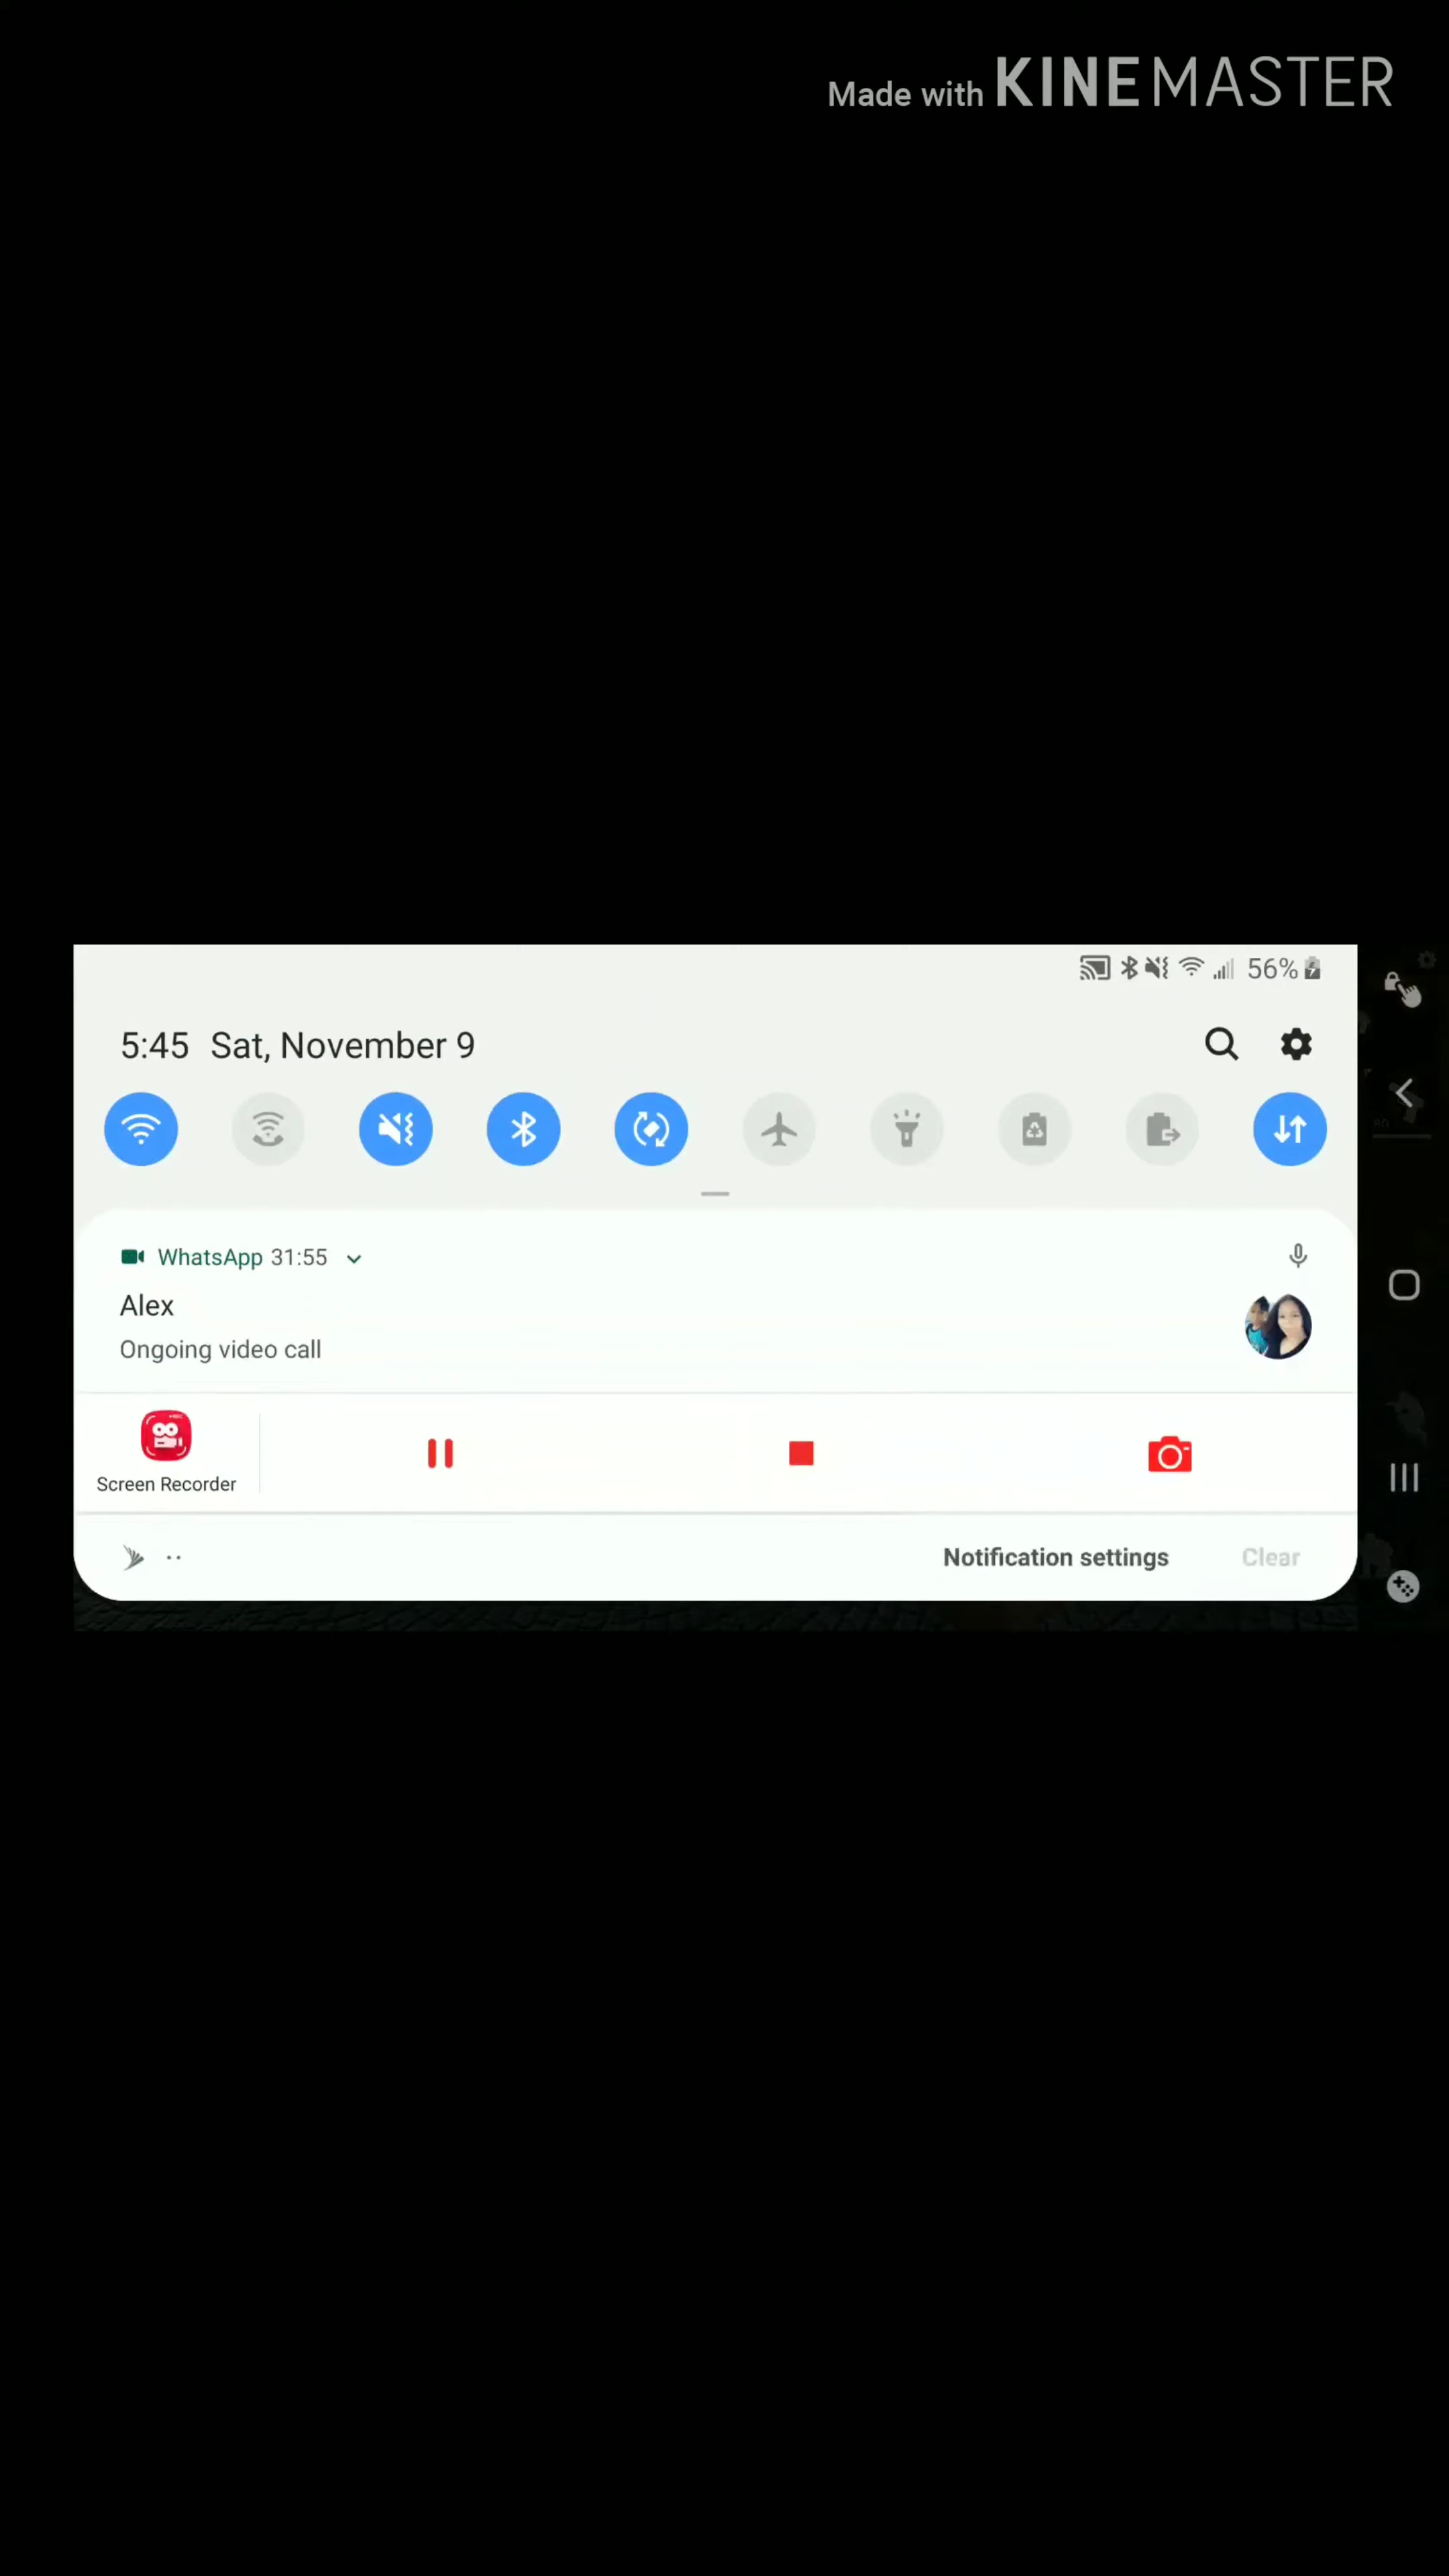 Made with KINEMASTER
56%
5:45 Sat, November 9
WhatsApp 31:55
Alex
Ongoing video call
Screen Recorder
Notification settings Clear